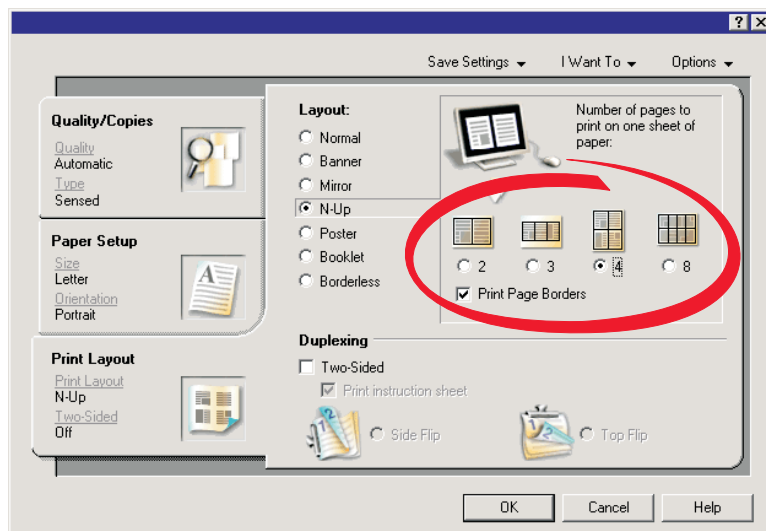 Save Settings I Want To Options
Quality/Copies
Quality
Automatic
Type
Sensed
Paper Setup
Size
Letter
Orientation
Portrait
Print Layout
Print Layout
N-Up
Two-Sided
Off
Layout:
Normal
Banner
Mirror
N-Up
Poster
Booklet
Borderless
Number of pages to
print on one sheet of
paper:
2 3 4 8
Print Page Borders
Duplexing
Two-Sided
Print instruction sheet
Side Flip Top Flip
OK Cancel Help